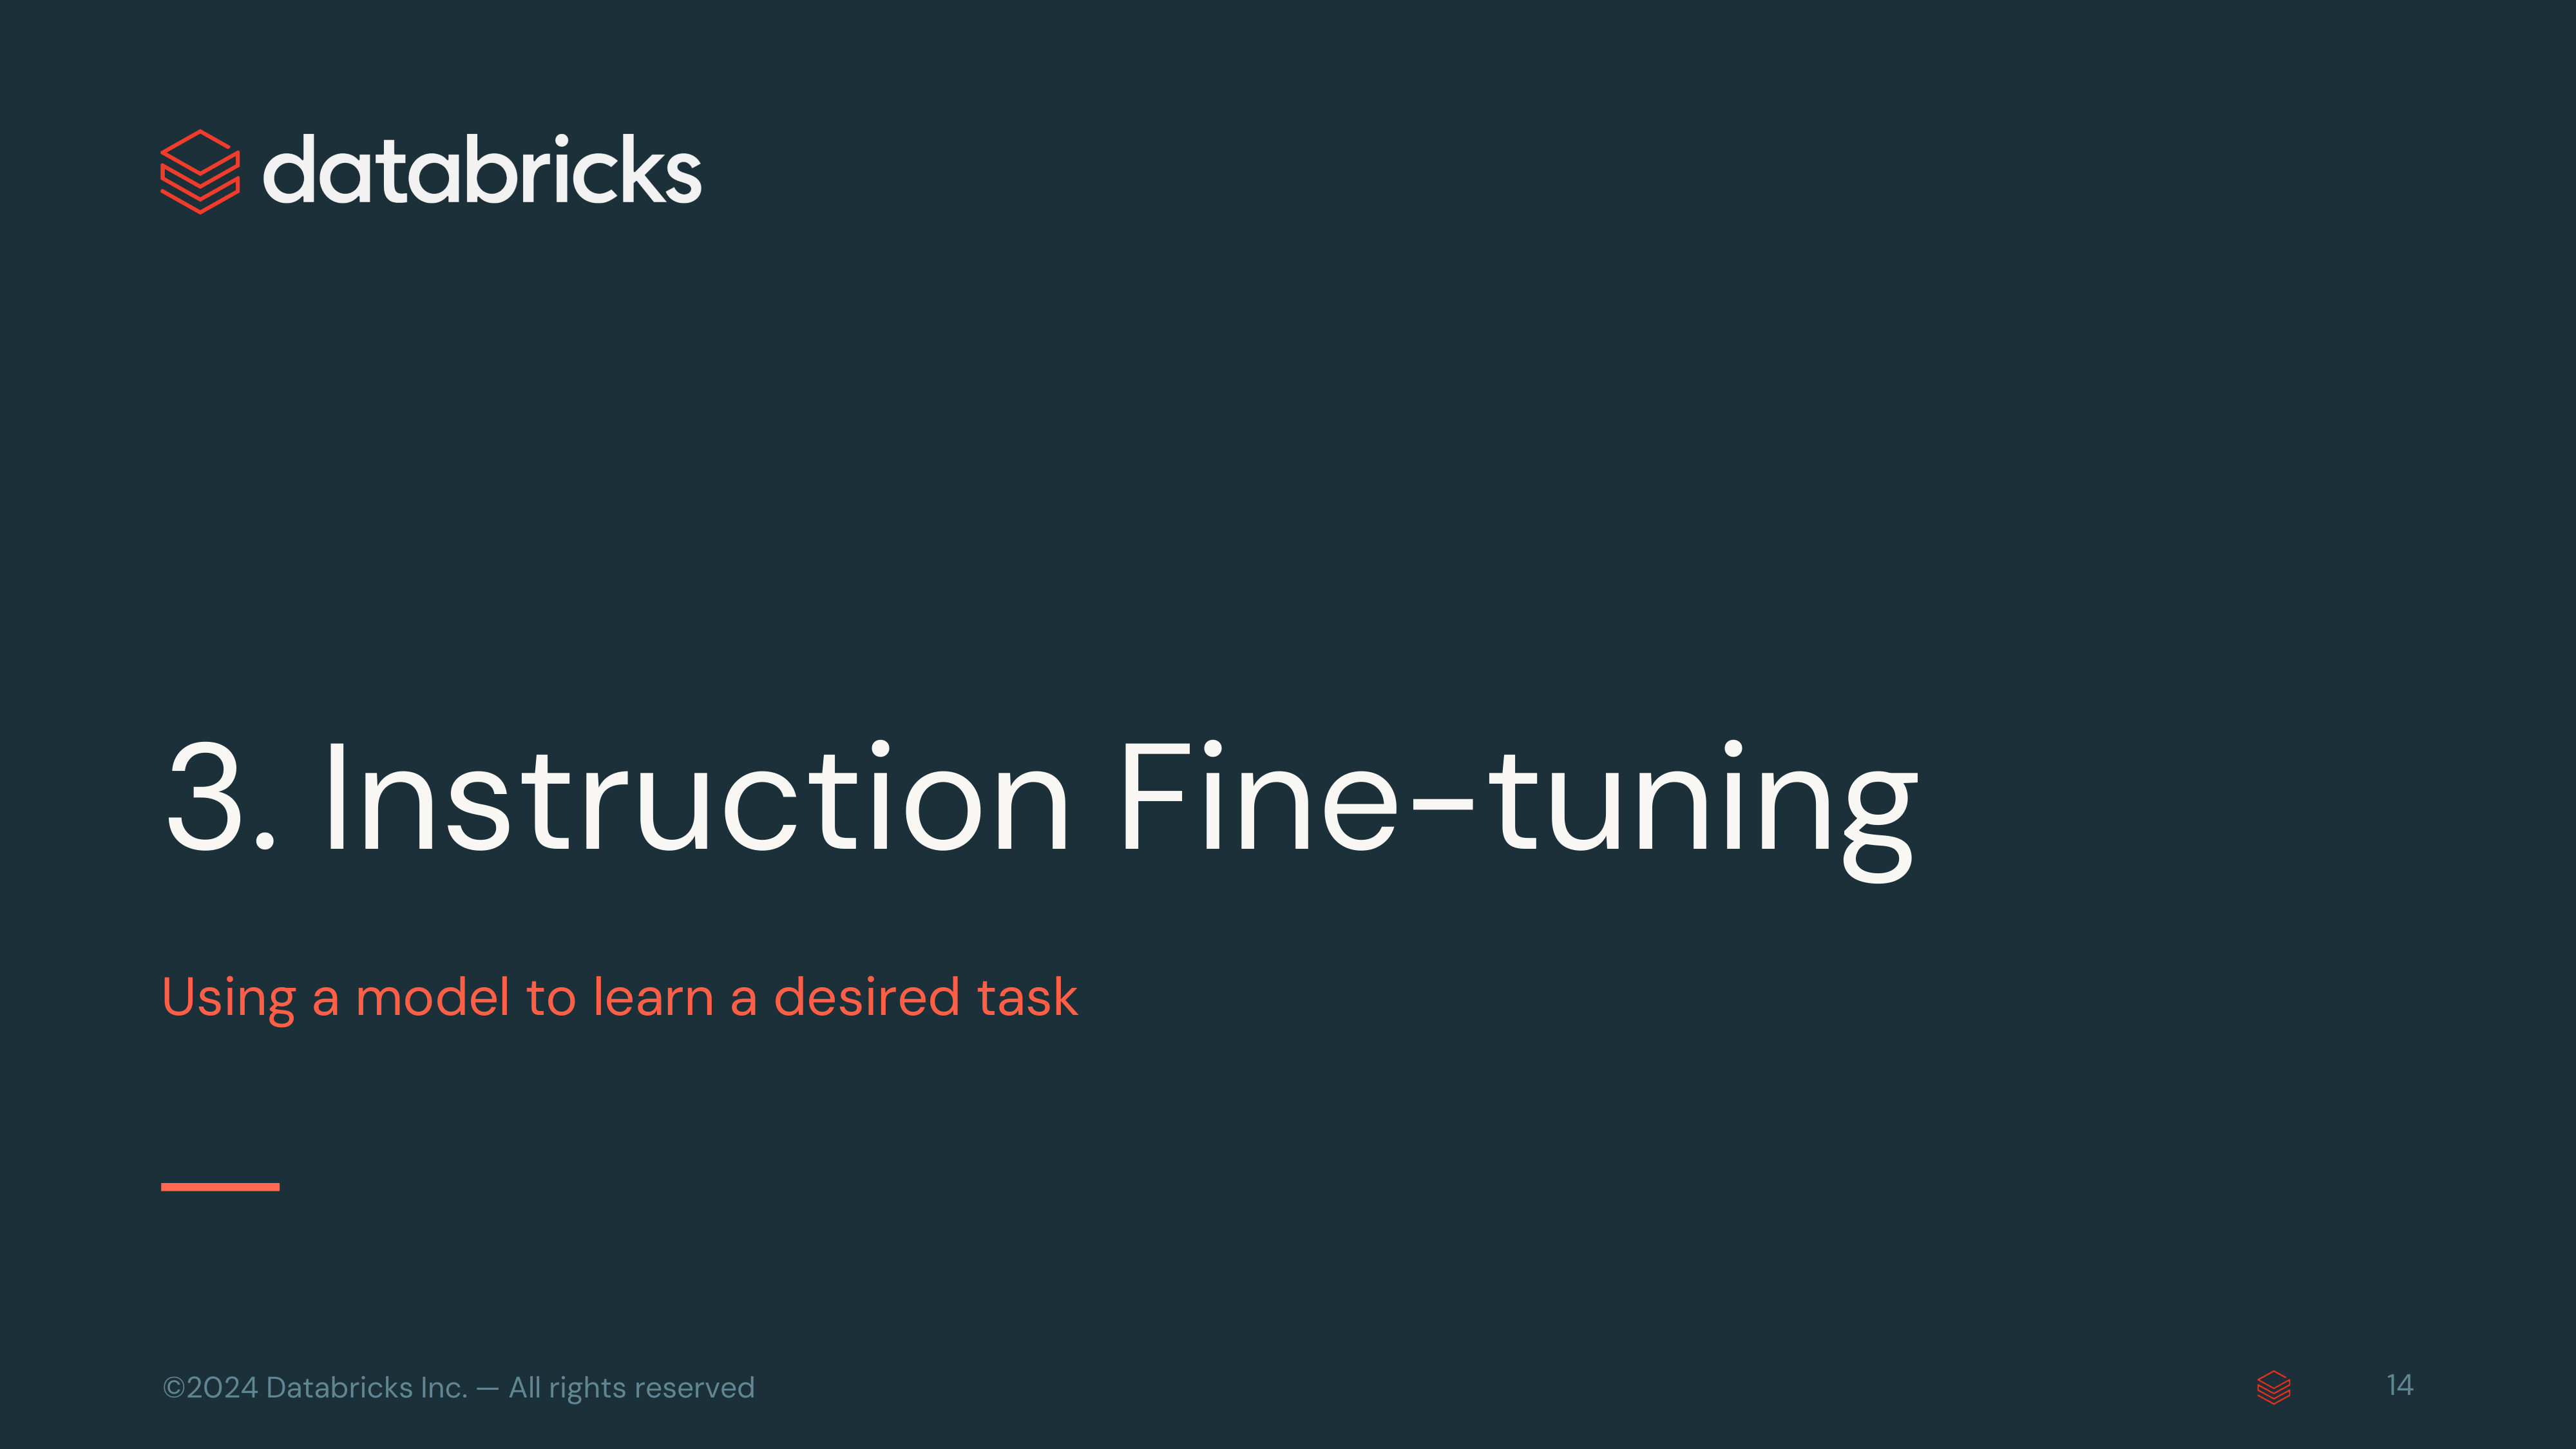 databricks
3. Instruction Fine-tuning
Using a model to learn a desired task
©2024 Databricks Inc. — All rights reserved
14